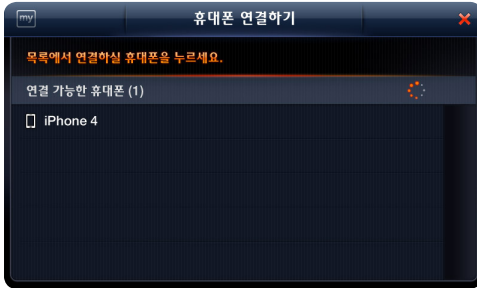 my
휴대폰 연결하기
목록에서 연결하실 휴대폰을 누르세요.
연결 가능한 휴대폰 (1)
iPhone 4